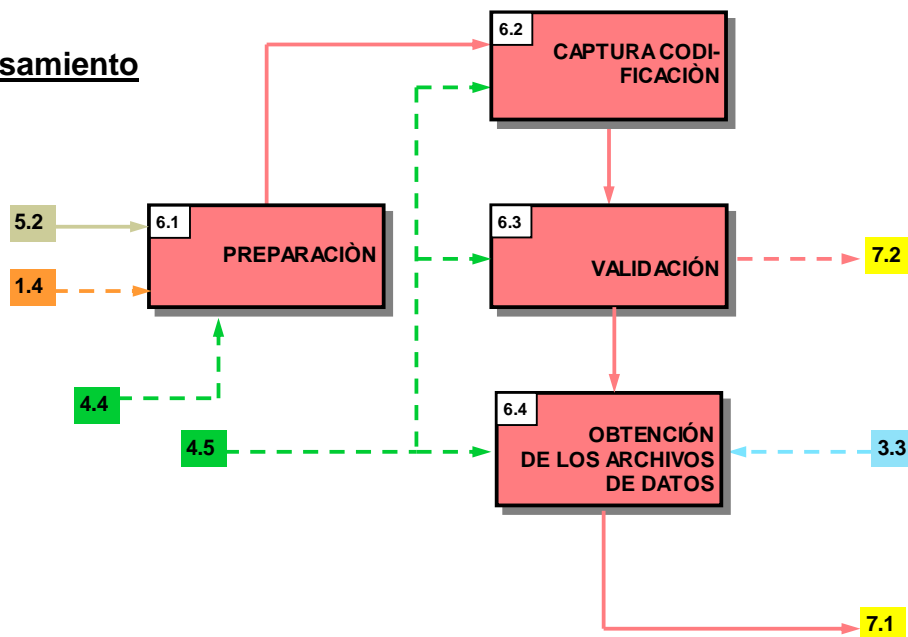 samiento
6.2
CAPTURA CODI-
FICACIÒN
5.2
6.1
PREPARACIÒN
6.3
VALIDACIÓN
7.2
1.4
4.4
6.4
OBTENCIÓN
DE LOS ARCHIVOS
DE DATOS
4.5
3.3
7.1